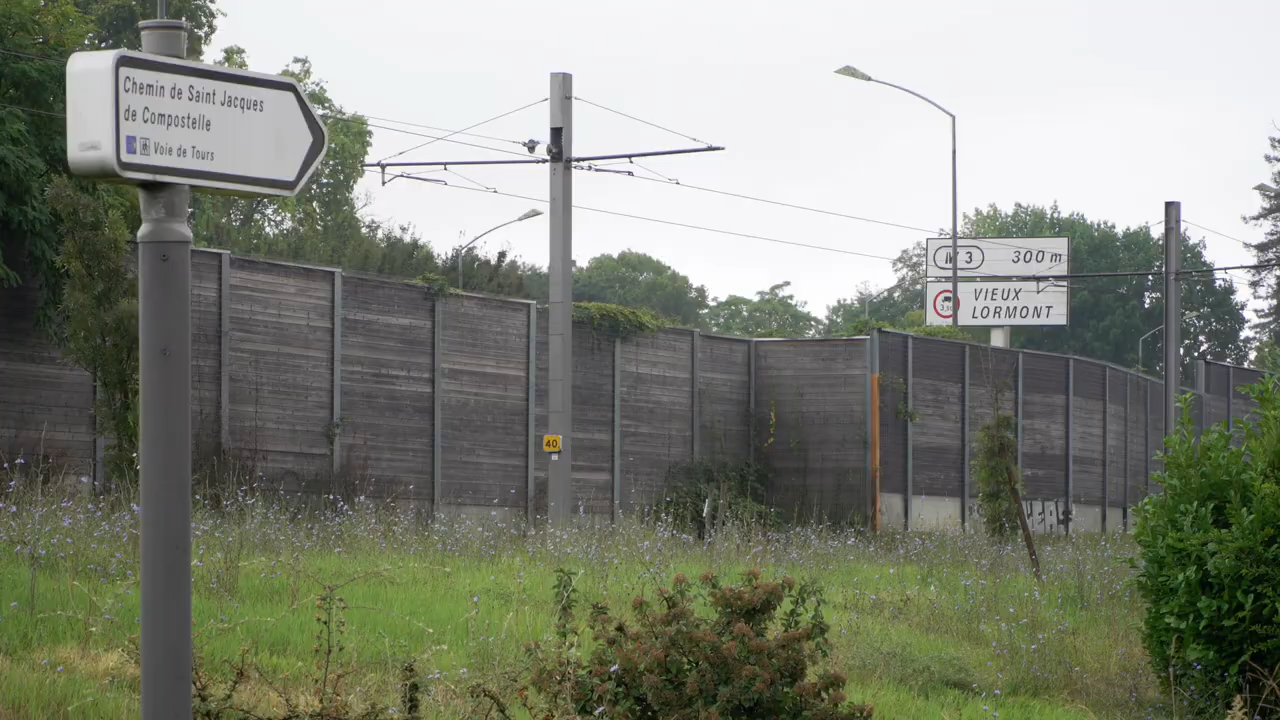 Chemin de Saint Jacques
de Compostelle
Voie de Tours
3 300 m
VIEUX
LORMONT
40